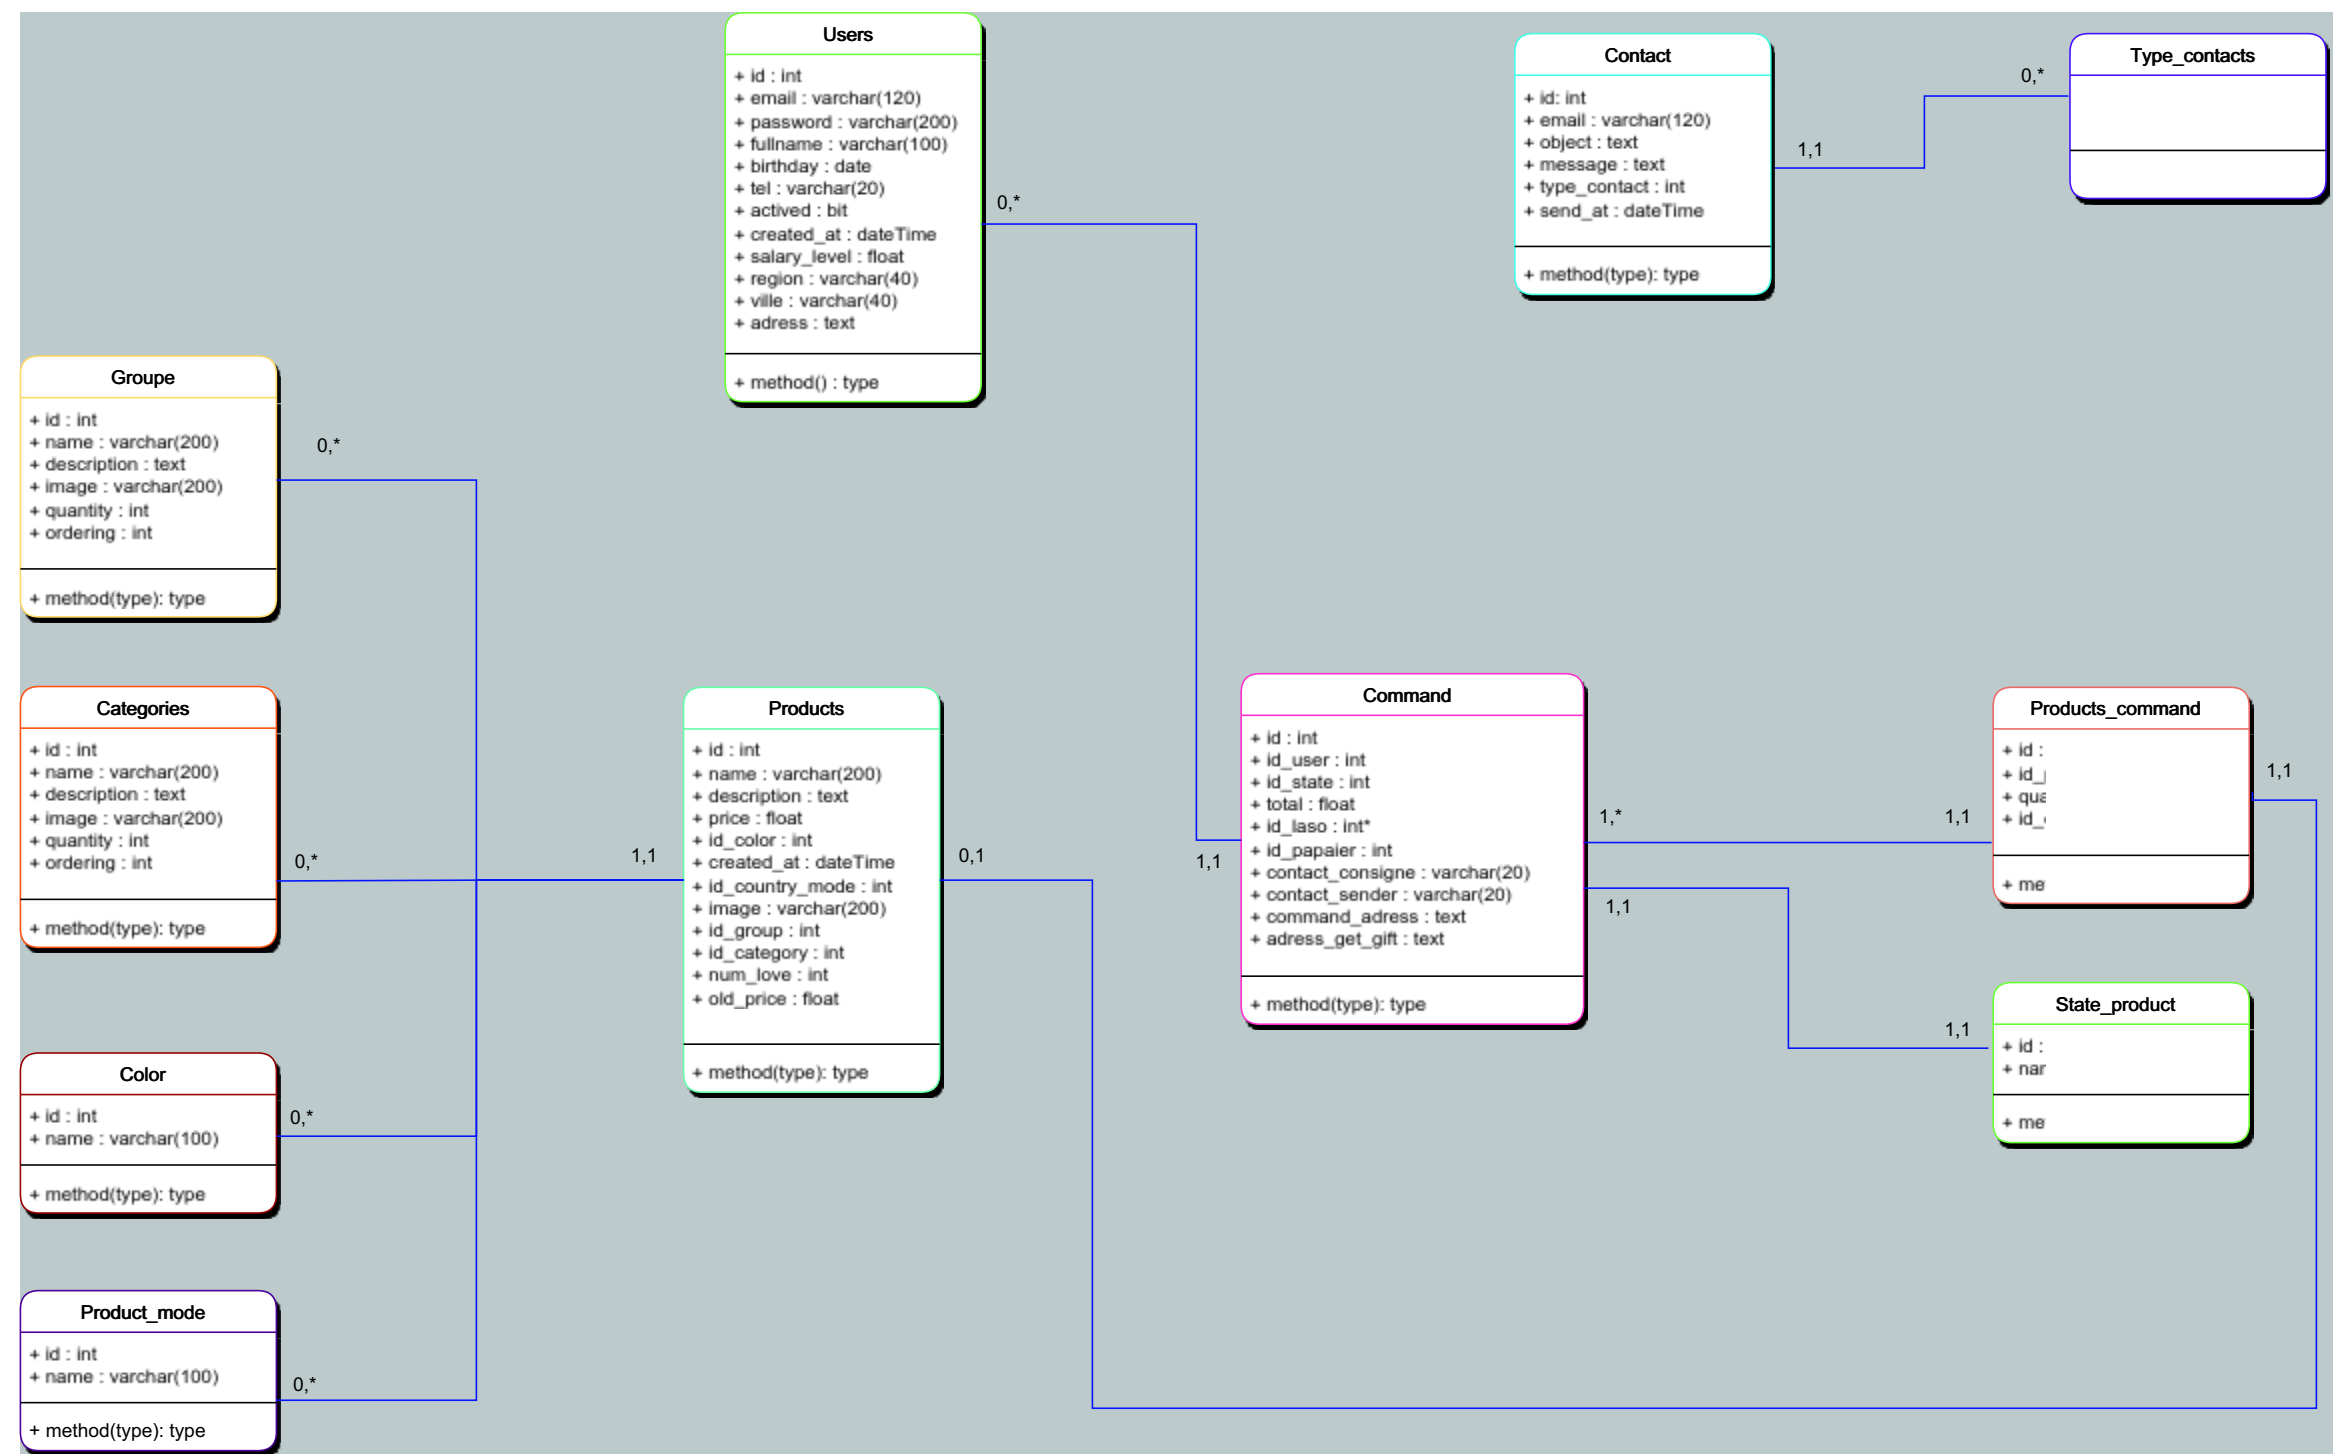 Users
+ id : int
+ email : varchar(120)
+ password : varchar(200)
+ fullname : varchar(100)
+ birthday : date
+ tel : varchar(20)
+ actived : bit
+ created_at : dateTime
+ salary_level : float
+ region : varchar(40)
+ ville : varchar(40)
+ adress : text
+ method() : type
0,*
Contact
+ id: int
+ email : varchar(120)
+ object : text
+ message : text
+ type_contact : int
+ send_at : dateTime
+ method(type): type
1,1
0,*
Type_contacts
Groupe
+ id : int
+ name : varchar(200)
+ description : text
+ image : varchar(200)
+ quantity : int
+ ordering : int
+ method(type): type
0,*
Categories
+ id : int
+ name : varchar(200)
+ description : text
+ image : varchar(200)
+ quantity : int
+ ordering : int
+ method(type): type
0,*
1,1
Products
+ id : int
+ name : varchar(200)
+ description : text
+ price : float
+ id_color : int
+ created_at : dateTime
+ id_country_mode : int
+ image : varchar(200)
+ id_group : int
+ id_category : int
+ num_love : int
+ old_price : float
+ method(type): type
0,1
1,1
Command
+ id : int
+ id_user : int
+ id_state : int
+ total : float
+ id_laso : int*
+ id_papaier : int
+ contact_consigne : varchar(20)
+ contact_sender : varchar(20)
+ command_adress : text
+ adress_get_gift : text
+ method(type): type
1,*
1,1
1,1
Products_command
+ id :
+ id_
+ qua
+ id_
+ me
1,1
State_product
+ id :
+ nar
+ me
1,1
Color
+ id : int
+ name : varchar(100)
+ method(type): type
0,*
Product_mode
+ id : int
+ name : varchar(100)
+ method(type): type
0,*